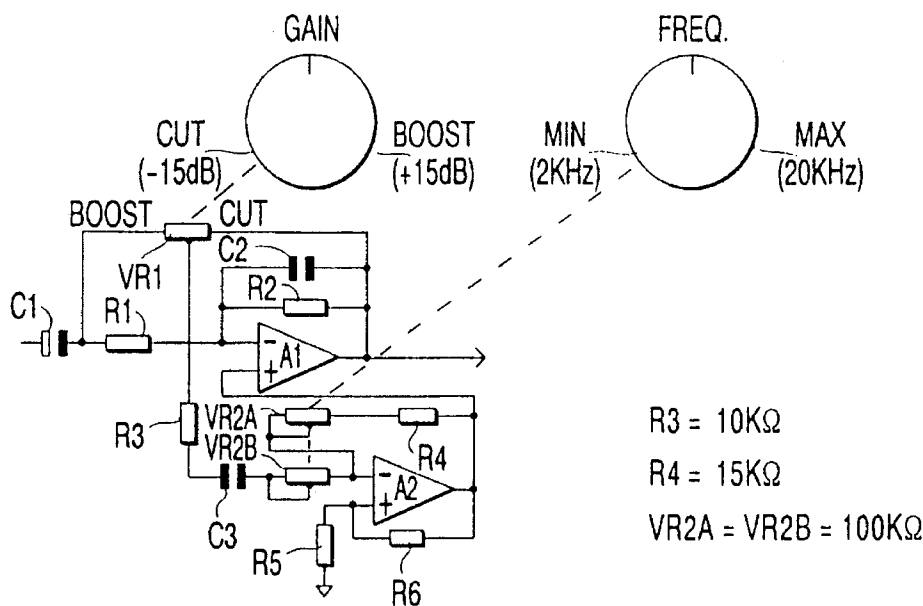 GAIN
FREQ.
CUT
(-15dB)
BOOST
(+15dB)
MIN
(2KHz)
MAX
(20KHz)
BOOST
CUT
VR1
C2
R2
C1
R1
A1
VR2A
R3
VR2B
R4
A2
C3
R5
R6
R3 = 10KΩ
R4 = 15KΩ
VR2A = VR2B = 100KΩ